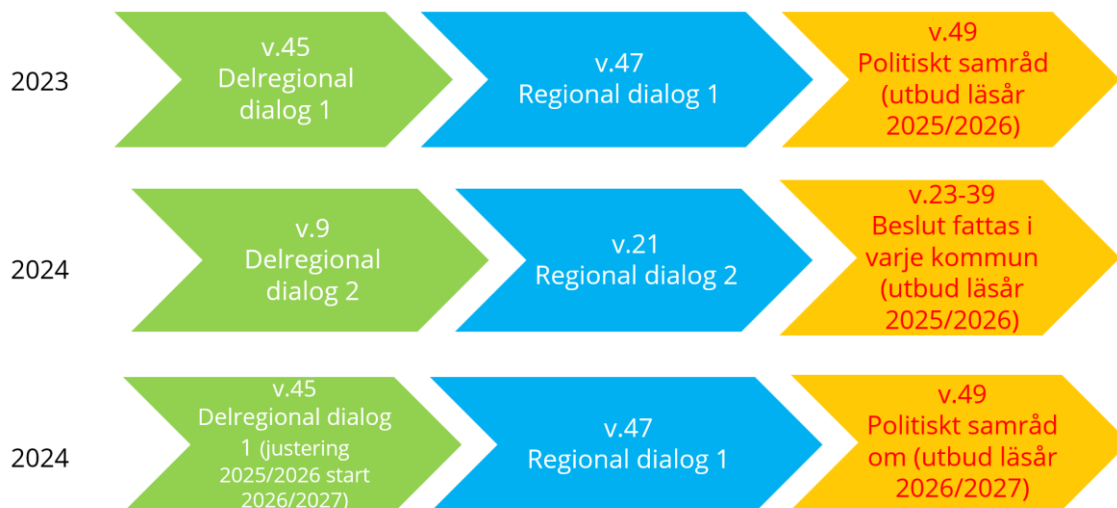 2023
v.45
Delregional
dialog 1
v.47
Regional dialog 1
v.49
Politiskt samråd
(utbud läsår
2025/2026)
2024
v.9
Delregional
dialog 2
v.21
Regional dialog 2
v.23-39
Beslut fattas i
varje kommun
(utbud läsår
2025/2026)
2024
v.45
Delregional dialog
1 (justering
2025/2026 start
2026/2027)
v.47
Regional dialog 1
v.49
Politiskt samråd
om (utbud läsår
2026/2027)